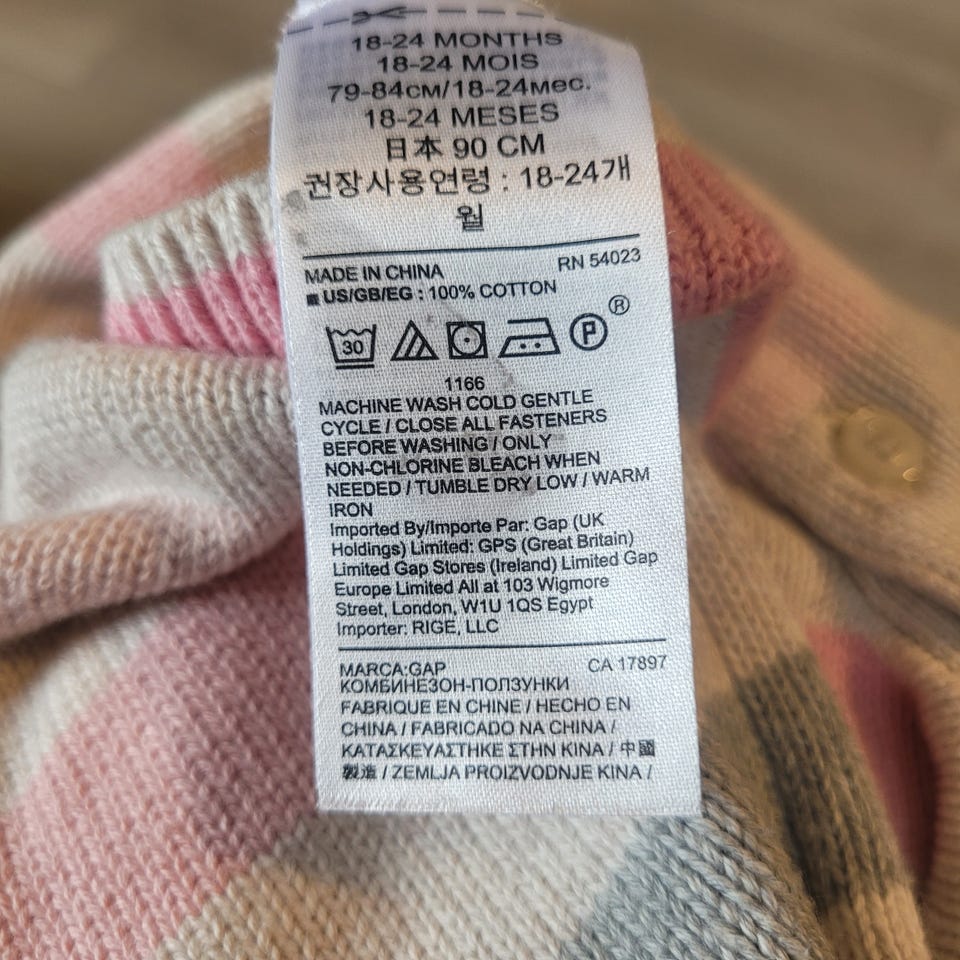 18-24 MONTHS
18-24 MOIS
79-84см/18-24мес.
18-24 MESES
日本 90 CM
권장사용연령 : 18-24개
월
MADE IN CHINA RN 54023
US/GB/EG : 100% COTTON
30 P ®
1166
MACHINE WASH COLD GENTLE
CYCLE / CLOSE ALL FASTENERS
BEFORE WASHING / ONLY
NON-CHLORINE BLEACH WHEN
NEEDED / TUMBLE DRY LOW / WARM
IRON
Imported By/Importe Par: Gap (UK
Holdings) Limited: GPS (Great Britain)
Limited Gap Stores (Ireland) Limited Gap
Europe Limited All at 103 Wigmore
Street, London, W1U 1QS Egypt
Importer: RIGE, LLC
MARCA:GAP CA 17897
КОМБИНЕЗОН-ПОЛЗУНКИ
FABRIQUE EN CHINE / HECHO EN
CHINA / FABRICADO NA CHINA /
ΚΑΤΑΣΚΕΥΑΣΤΗΚΕ ΣΤΗΝ ΚΙΝΑ / 中國
製造 / ZEMLJA PROIZVODNJE KINA /